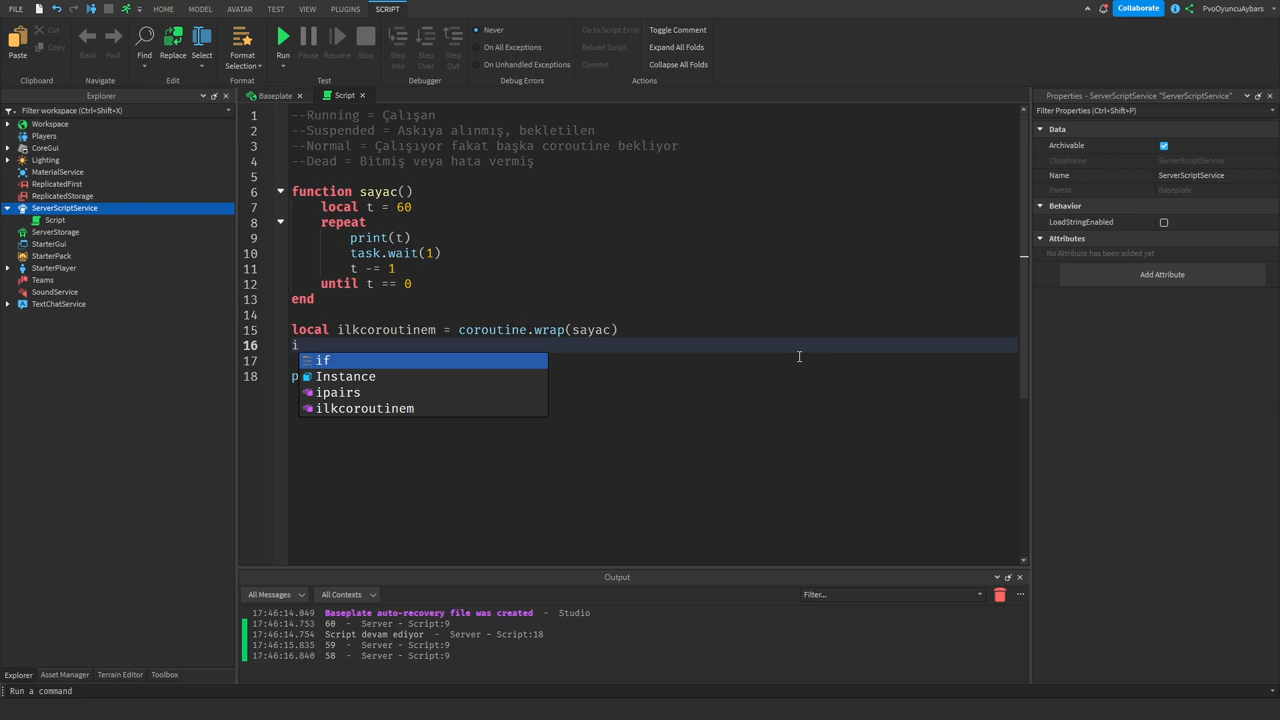 FILE HOME MODEL AVATAR TEST VIEW PLUGINS SCRIPT Collaborate PvoOyuncuAybars
Paste Cut Copy Back Fwd Find Replace Select Format Selection Run Pause Resume Stop Step Into Step Over Step Out Never On All Exceptions On Unhandled Exceptions Go to Script Error Reload Script Commit Toggle Comment Expand All Folds Collapse All Folds
Clipboard Navigate Edit Format Test Debugger Debug Errors Actions
Explorer
Filter workspace (Ctrl+Shift+X)
Workspace
Players
CoreGui
Lighting
MaterialService
ReplicatedFirst
ReplicatedStorage
ServerScriptService
Script
ServerStorage
StarterGui
StarterPack
StarterPlayer
Teams
SoundService
TextChatService
Explorer Asset Manager Terrain Editor Toolbox
Baseplate Script
1 --Running = Çalışan
2 --Suspended = Askıya alınmış, bekletilen
3 --Normal = Çalışıyor fakat başka coroutine bekliyor
4 --Dead = Bitmiş veya hata vermiş
5
6 function sayac()
7 local t = 60
8 repeat
9 print(t)
10 task.wait(1)
11 t -= 1
12 until t == 0
13 end
14
15 local ilkcoroutinem = coroutine.wrap(sayac)
16 i
17
18 p
if
Instance
ipairs
ilkcoroutinem
Output
All Messages All Contexts Filter...
17:46:14.049 Baseplate auto-recovery file was created - Studio
17:46:14.753 60 - Server - Script:9
17:46:14.754 Script devam ediyor - Server - Script:18
17:46:15.835 59 - Server - Script:9
17:46:16.840 58 - Server - Script:9
Properties - ServerScriptService "ServerScriptService"
Filter Properties (Ctrl+Shift+P)
Data
Archivable
ClassName ServerScriptService
Name ServerScriptService
Parent Baseplate
Behavior
LoadStringEnabled
Attributes
No Attribute has been added yet
Add Attribute
Run a command